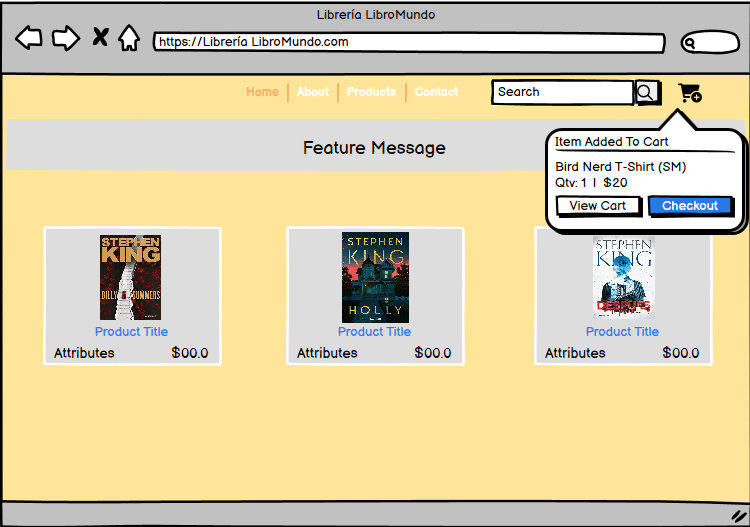 Librería LibroMundo
https://Librería LibroMundo.com
Home About Products Contact
Search
Feature Message
Item Added To Cart
Bird Nerd T-Shirt (SM)
Qty: 1 | $20
View Cart Checkout
STEPHEN
KING
BILLY SUMMERS
Product Title
Attributes $00.0
STEPHEN
KING
HOLLY
Product Title
Attributes $00.0
STEPHEN
KING
DESPUÉS
Product Title
Attributes $00.0